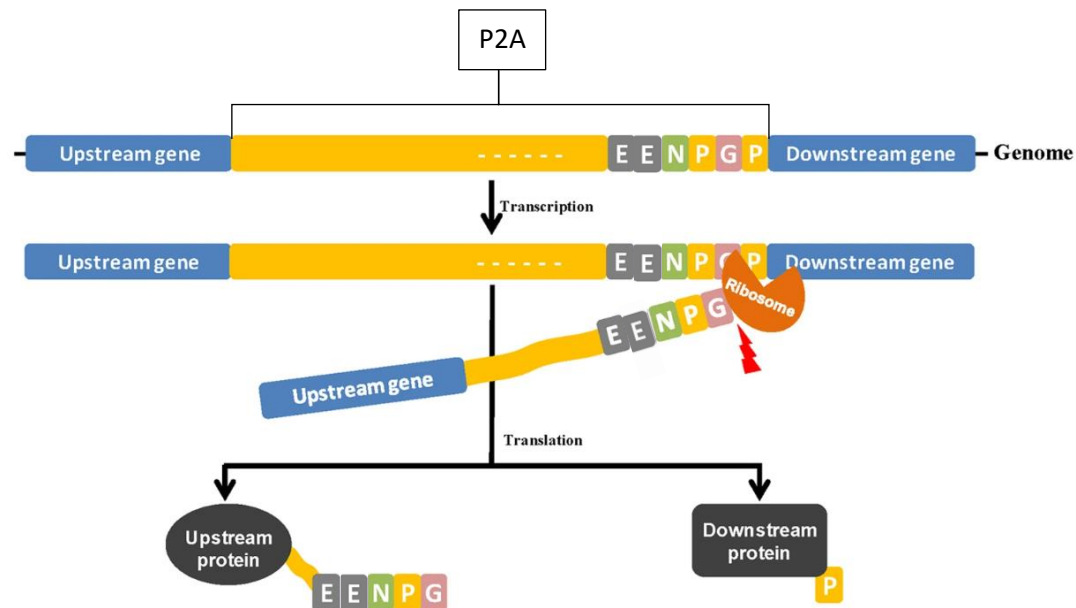 P2A
Upstream gene - - - - - - E E N P G P Downstream gene Genome
Transcription
Upstream gene - - - - - - E E N P G P Downstream gene
Ribosome
E E N P G
Upstream gene
Translation
Upstream protein
E E N P G
Downstream protein
P